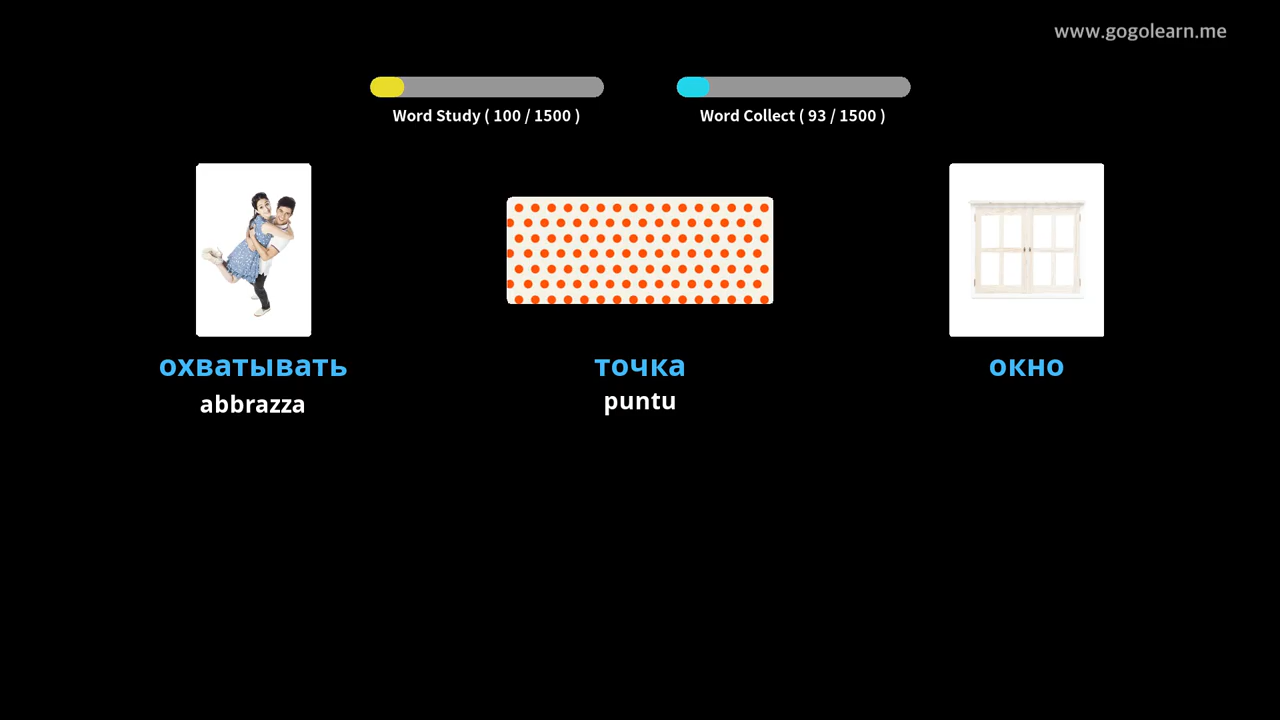 www.gogolearn.me
Word Study ( 100 / 1500 )
Word Collect ( 93 / 1500 )
охватывать
abbrazza
точка
puntu
окно